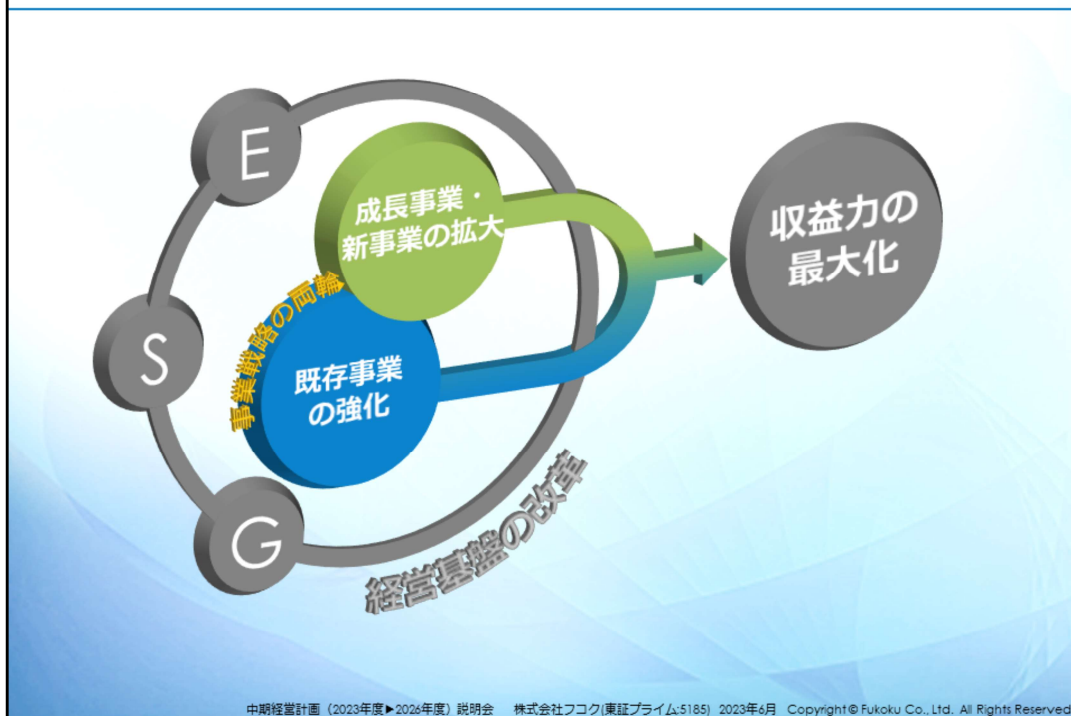 E
成長事業・
新事業の拡大
収益力の
最大化
事業戦略の両輪
S
既存事業
の強化
G
経営基盤の改革
中期経営計画（2023年度▶2026年度）説明会 株式会社フコク(東証プライム:5185) 2023年6月 Copyright © Fukoku Co., Ltd. All Rights Reserved